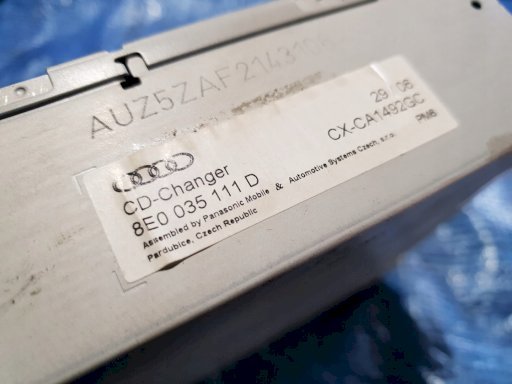 AUZ5ZAF214310
29 06
CX-CA1492GC
PMB
CD-Changer
8E0 035 111 D
Assembled by Panasonic Mobile & Automotive Systems Czech, s.r.o.
Pardubice, Czech Republic